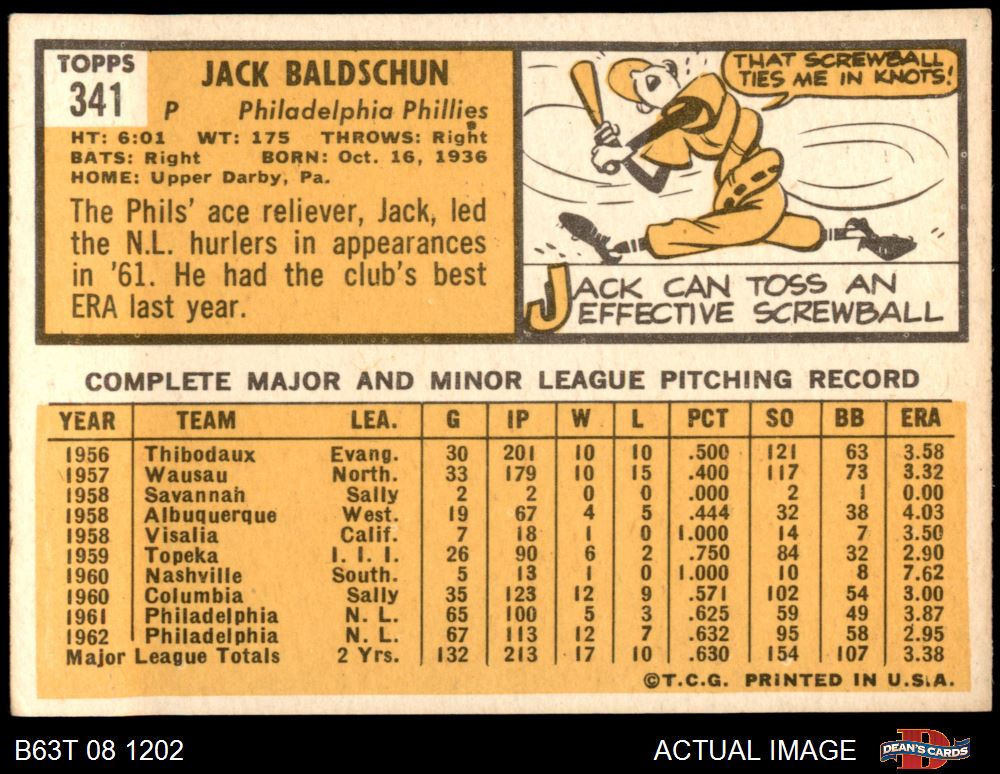 TOPPS
341
JACK BALDSCHUN
P Philadelphia Phillies
HT: 6:01 WT: 175 THROWS: Right
BATS: Right BORN: Oct. 16, 1936
HOME: Upper Darby, Pa.
The Phils' ace reliever, Jack, led
the N.L. hurlers in appearances
in '61. He had the club's best
ERA last year.
THAT SCREWBALL
TIES ME IN KNOTS!
JACK CAN TOSS AN
EFFECTIVE SCREWBALL
COMPLETE MAJOR AND MINOR LEAGUE PITCHING RECORD
YEAR TEAM LEA. G IP W L PCT SO BB ERA
1956 Thibodaux Evang. 30 201 10 10 .500 121 63 3.58
1957 Wausau North. 33 179 10 15 .400 117 73 3.32
1958 Savannah Sally 2 2 0 0 .000 2 1 0.00
1958 Albuquerque West. 19 67 4 5 .444 32 38 4.03
1958 Visalia Calif. 7 18 1 0 1.000 14 7 3.50
1959 Topeka I. I. I. 26 90 6 2 .750 84 32 2.90
1960 Nashville South. 5 13 1 0 1.000 10 8 7.62
1960 Columbia Sally 35 123 12 9 .571 102 54 3.00
1961 Philadelphia N. L. 65 100 5 3 .625 59 49 3.87
1962 Philadelphia N. L. 67 113 12 7 .632 95 58 2.95
Major League Totals 2 Yrs. 132 213 17 10 .630 154 107 3.38
©T.C.G. PRINTED IN U.S.A.
B63T 08 1202 ACTUAL IMAGE DEAN'S CARDS